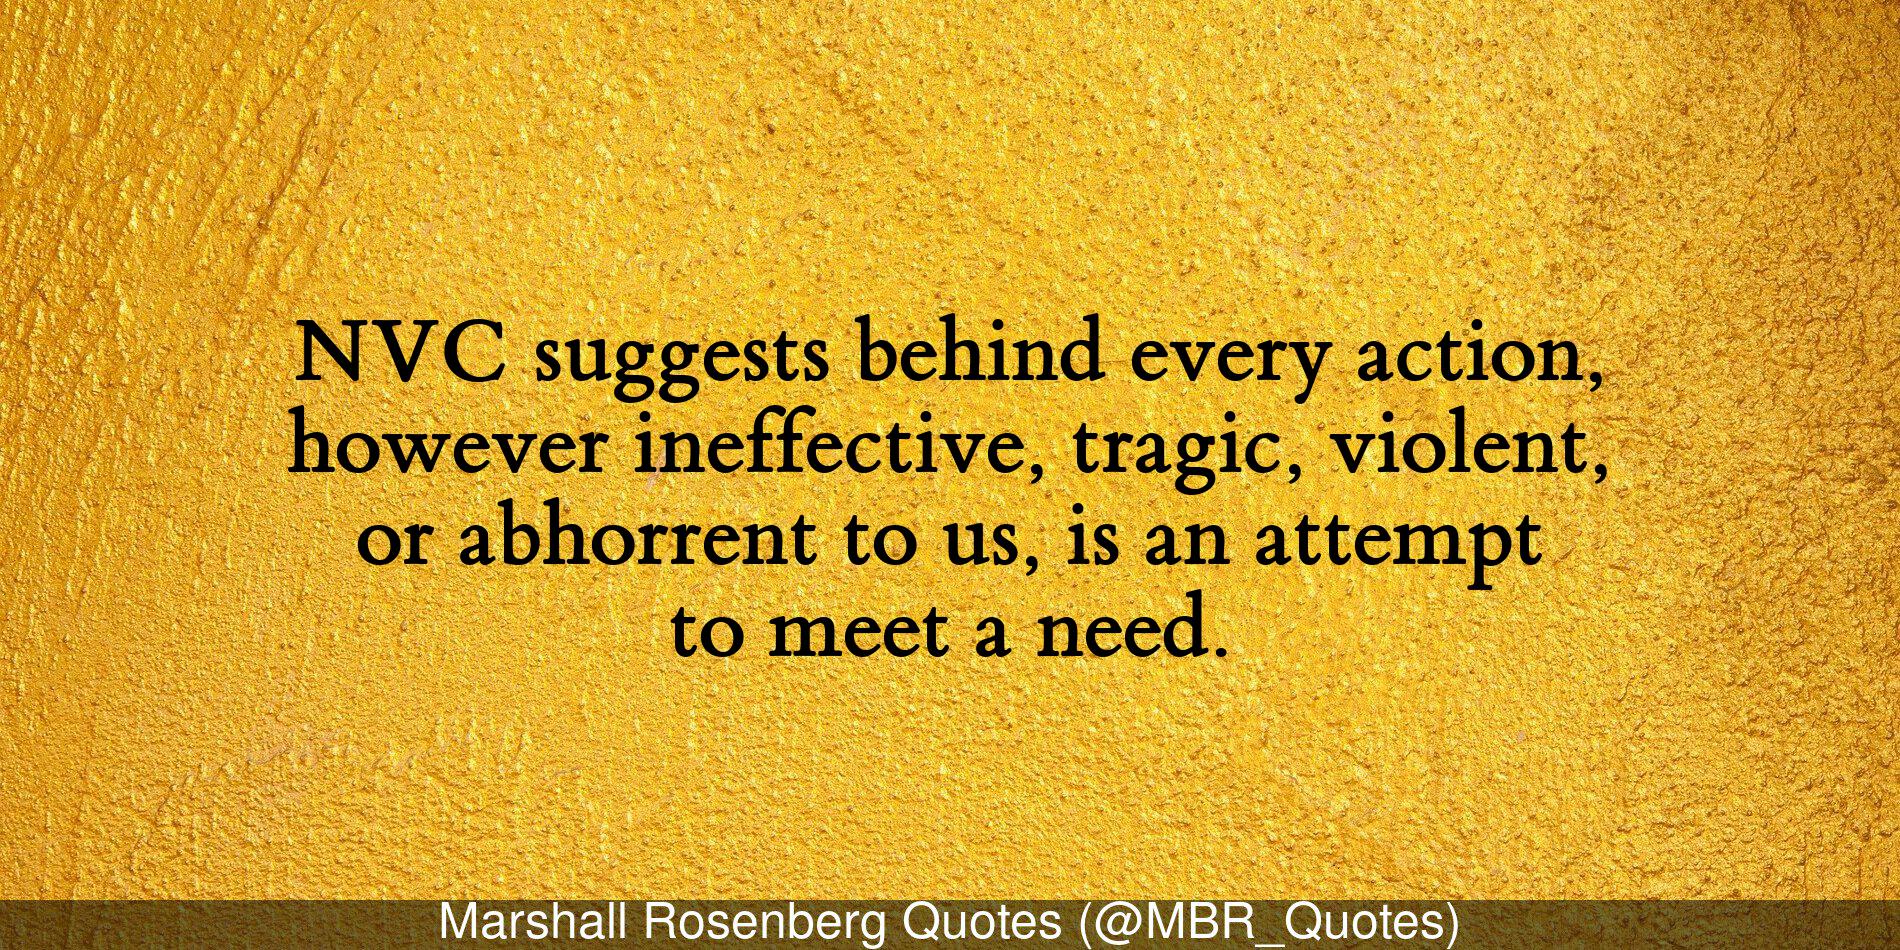 NVC suggests behind every action,
however ineffective, tragic, violent,
or abhorrent to us, is an attempt
to meet a need.
Marshall Rosenberg Quotes (@MBR_Quotes)